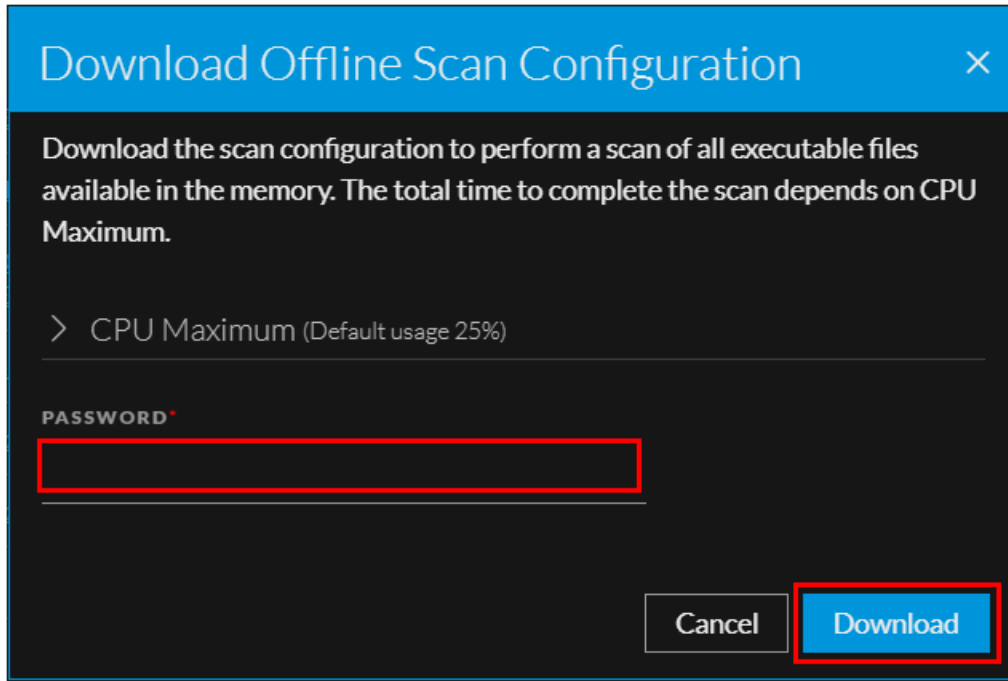 Download Offline Scan Configuration
Download the scan configuration to perform a scan of all executable files
available in the memory. The total time to complete the scan depends on CPU
Maximum.
CPU Maximum (Default usage 25%)
PASSWORD*
Cancel
Download